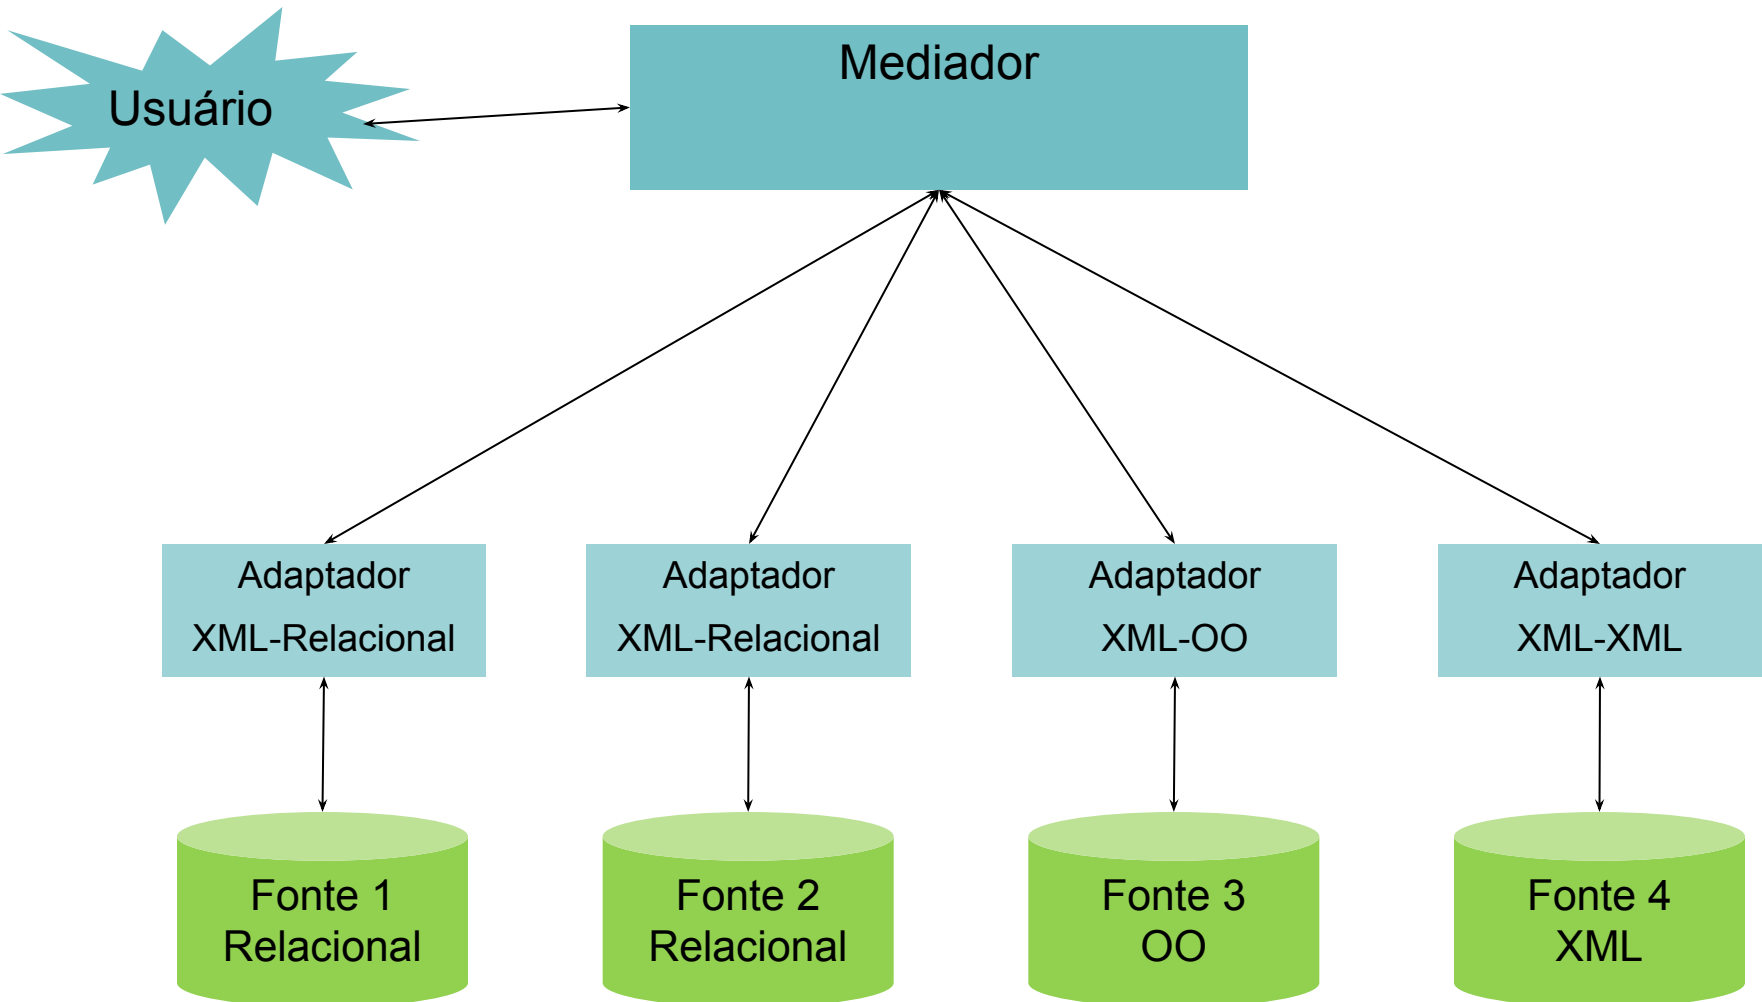 Usuário
Mediador
Adaptador
XML-Relacional
Adaptador
XML-Relacional
Adaptador
XML-OO
Adaptador
XML-XML
Fonte 1
Relacional
Fonte 2
Relacional
Fonte 3
OO
Fonte 4
XML